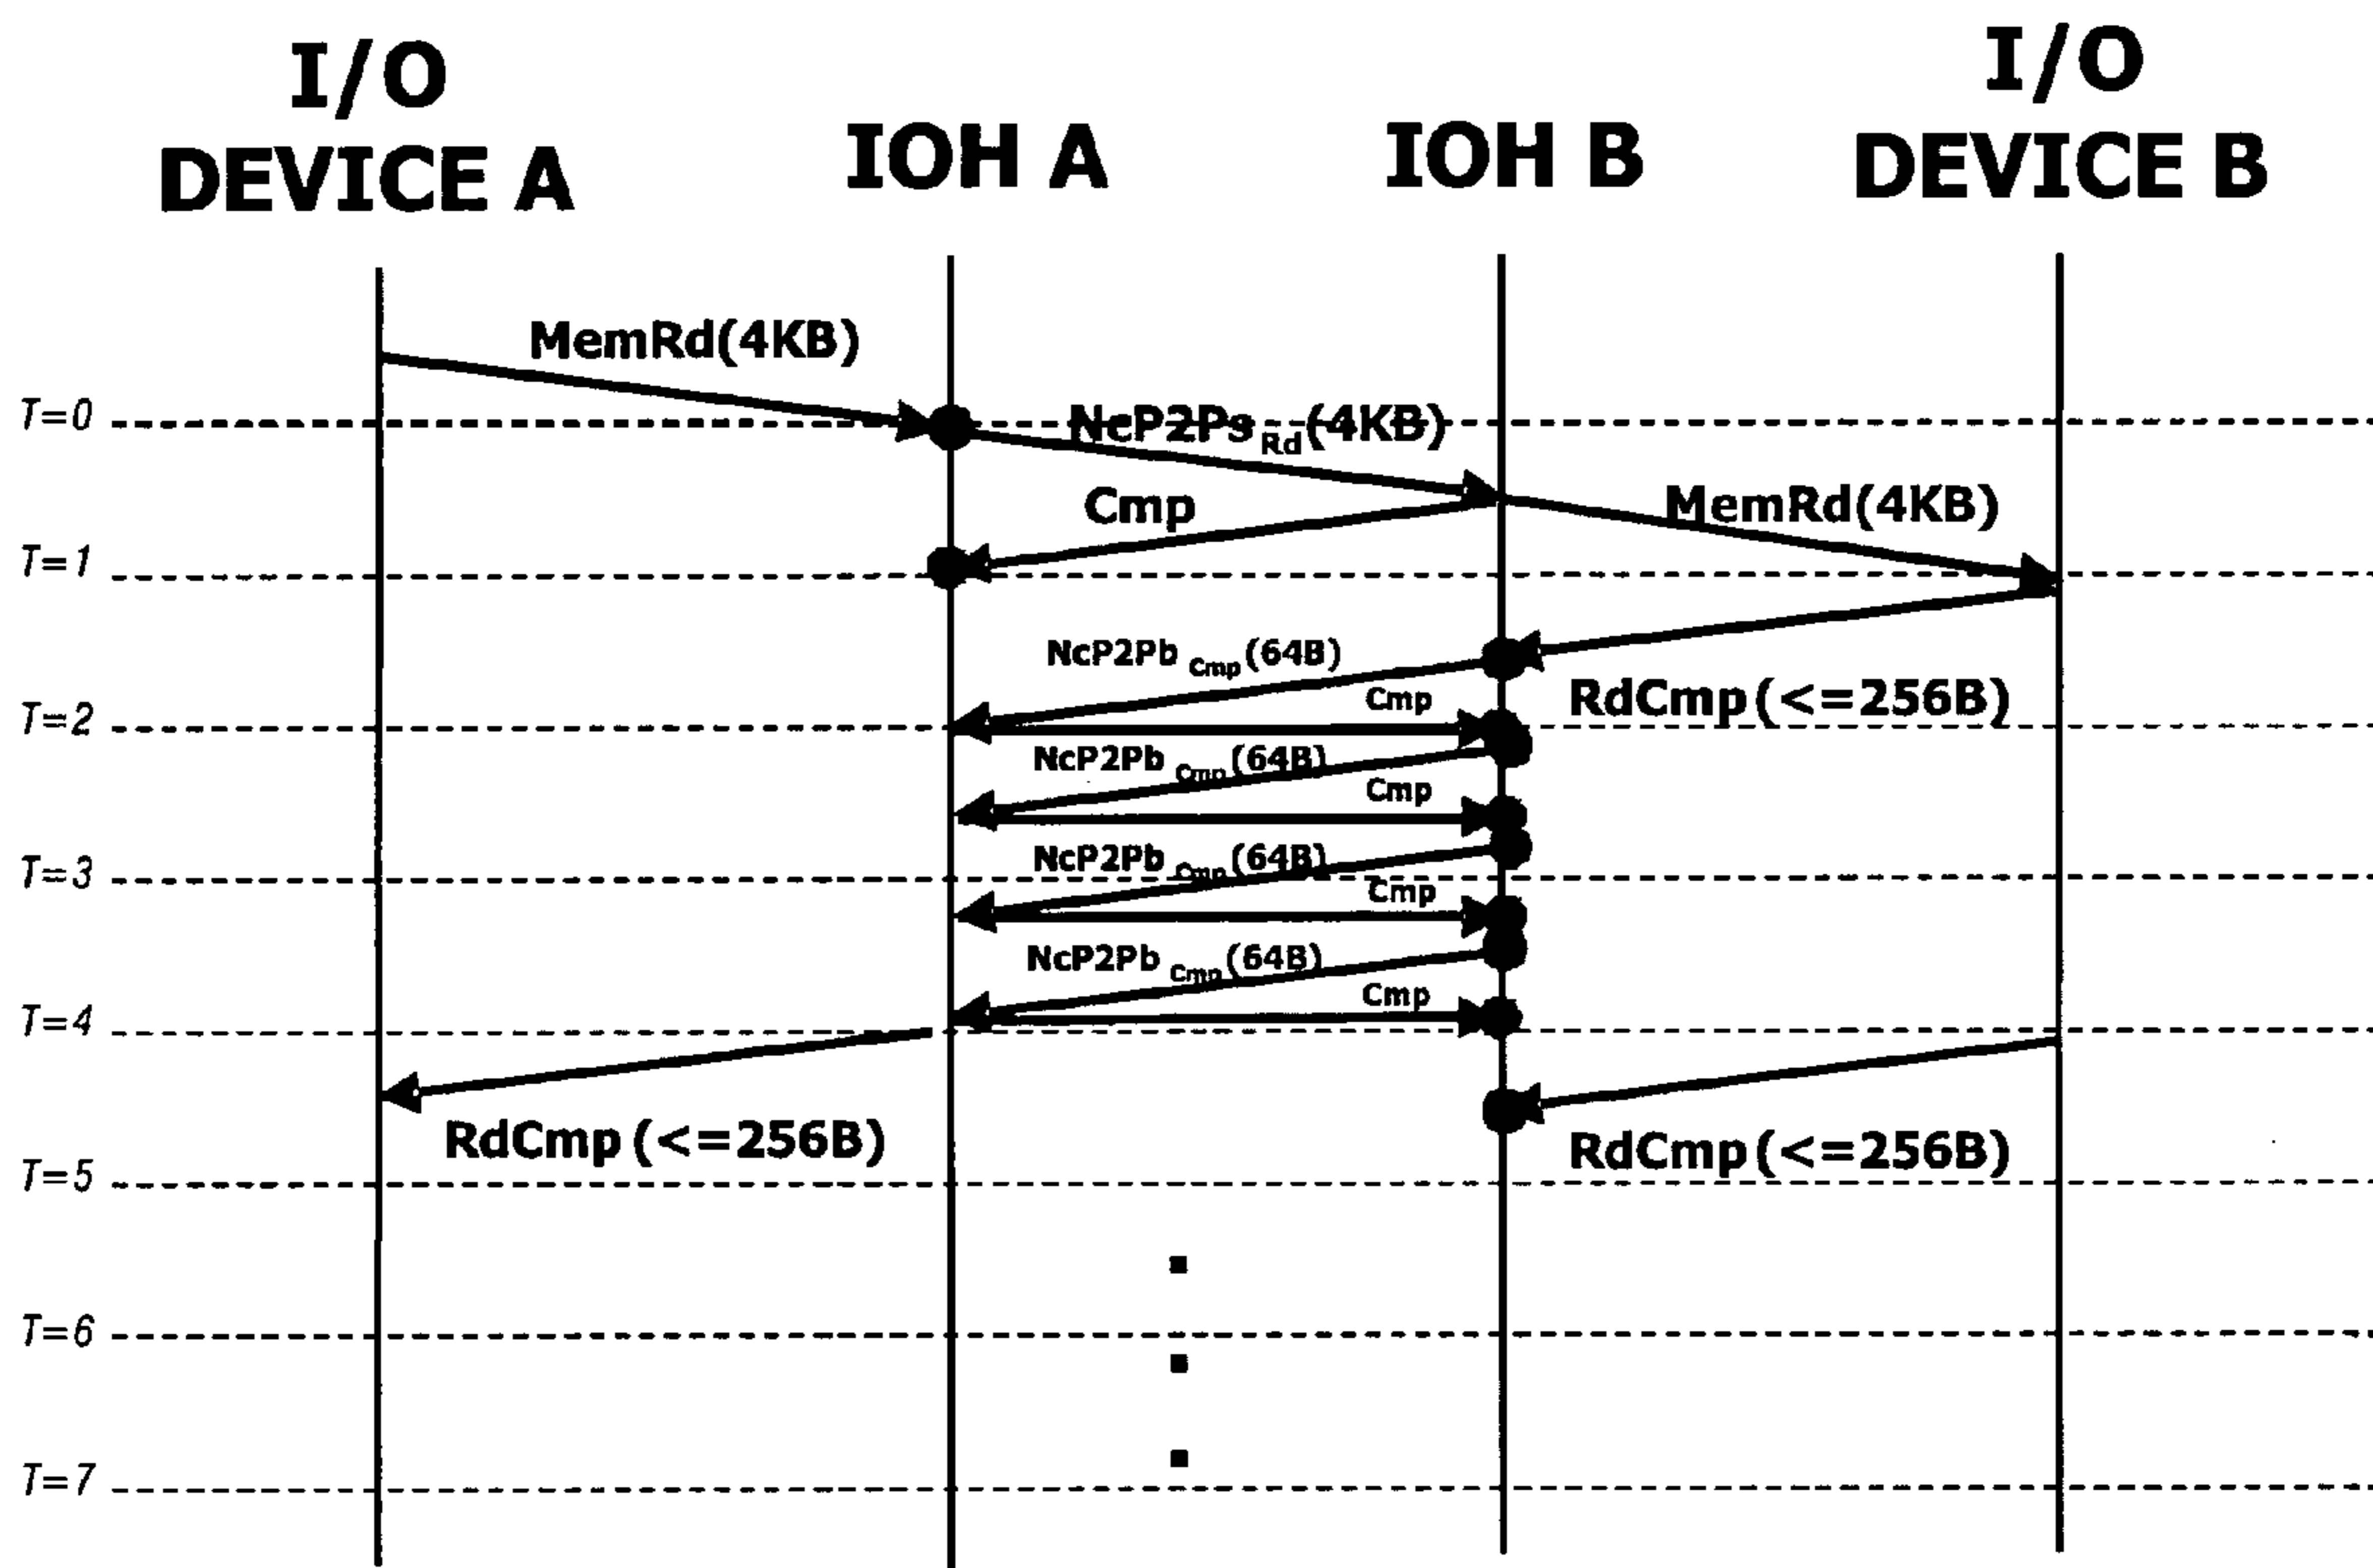 I/O
DEVICE A
IOH A
IOH B
I/O
DEVICE B
MemRd(4KB)
T=0
NcP2Ps Rd (4KB)
Cmp
MemRd(4KB)
T=1
NcP2Pb Cmp (64B)
Cmp
RdCmp (<=256B)
T=2
NcP2Pb Cmp (64B)
Cmp
T=3
NcP2Pb Cmp (64B)
Cmp
NcP2Pb Cmp (64B)
Cmp
T=4
RdCmp (<=256B)
RdCmp (<=256B)
T=5
T=6
T=7